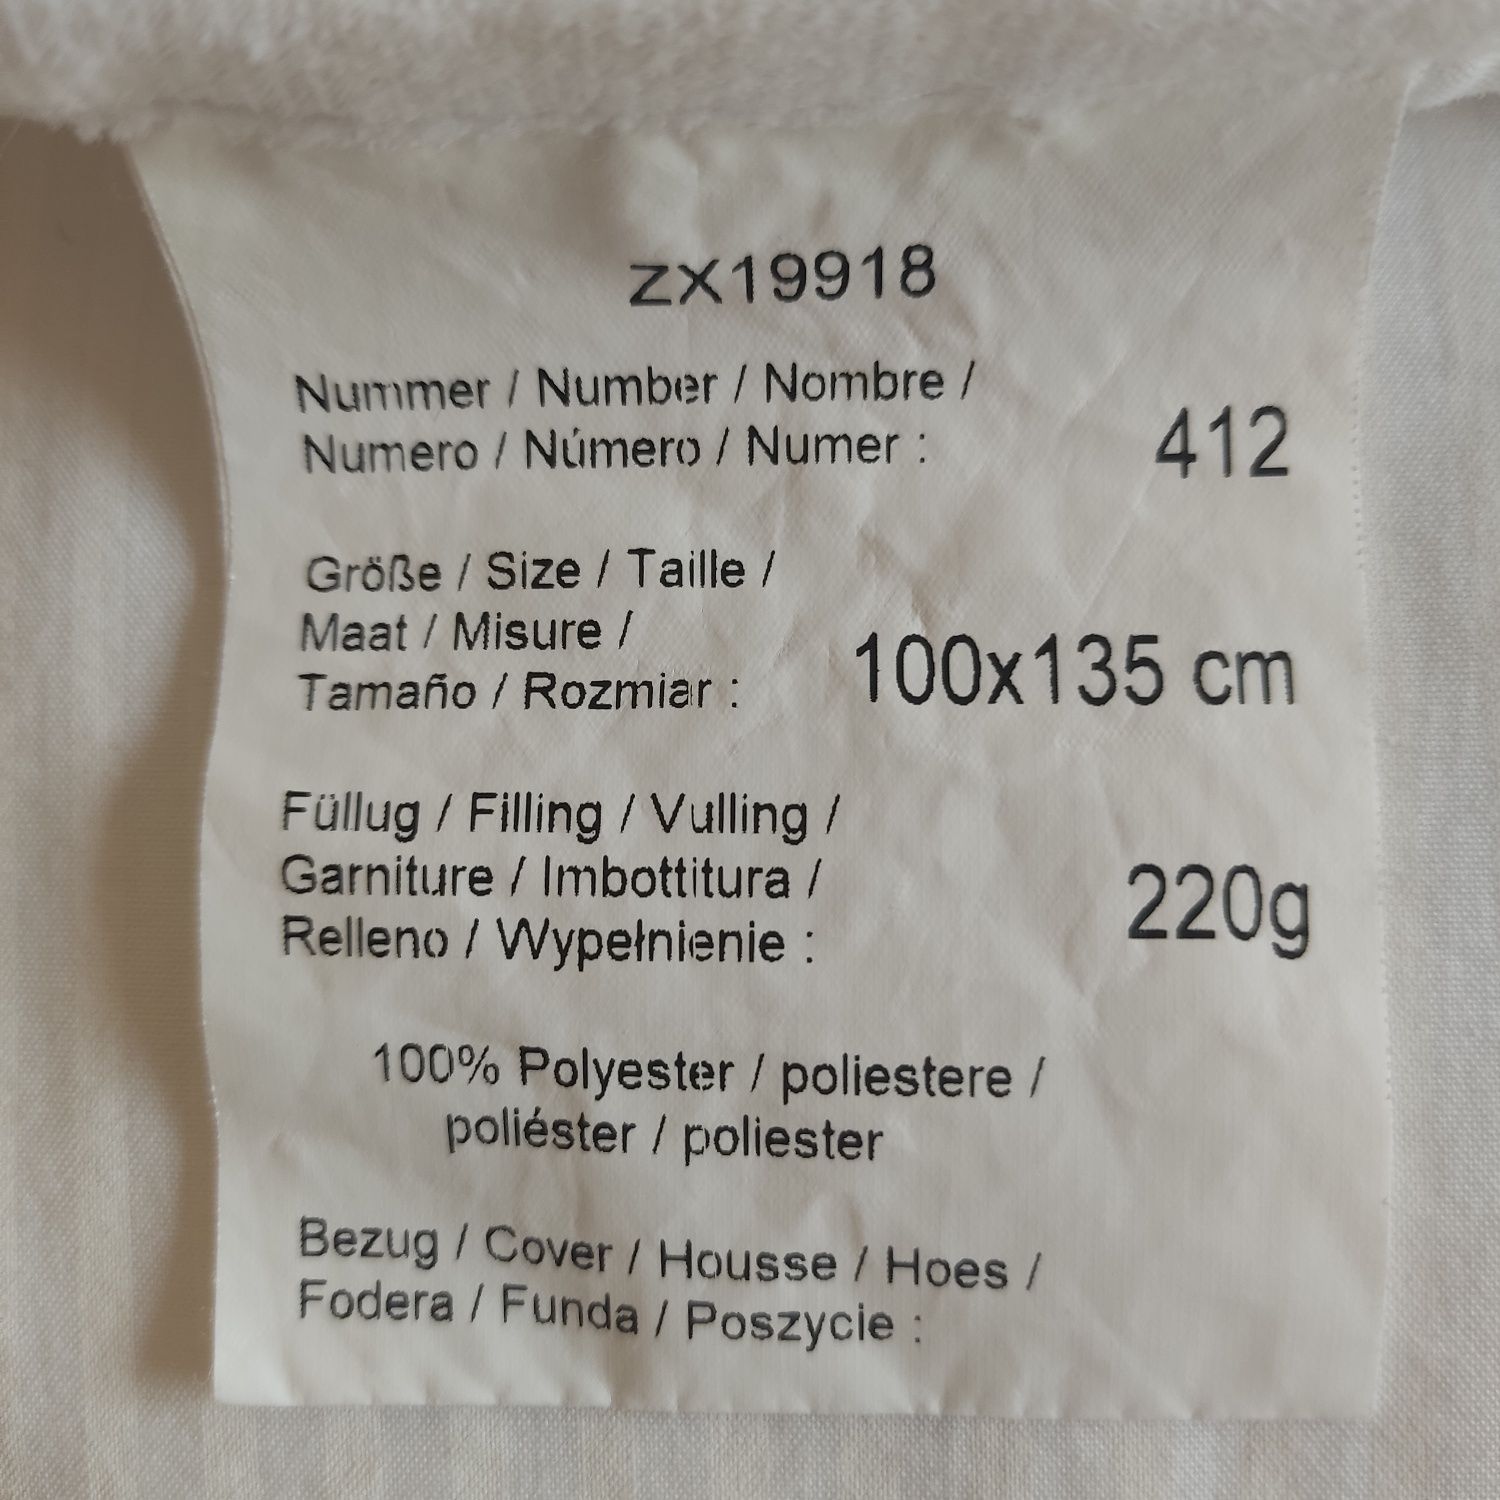 ZX19918
Nummer / Number / Nombre /
Numero / Número / Numer :
412
Größe / Size / Taille /
Maat / Misure /
Tamaño / Rozmiar :
100x135 cm
Füllug / Filling / Vulling /
Garniture / Imbottitura /
Relleno / Wypełnienie :
220g
100% Polyester / poliestere /
poliéster / poliester
Bezug / Cover / Housse / Hoes /
Fodera / Funda / Poszycie :